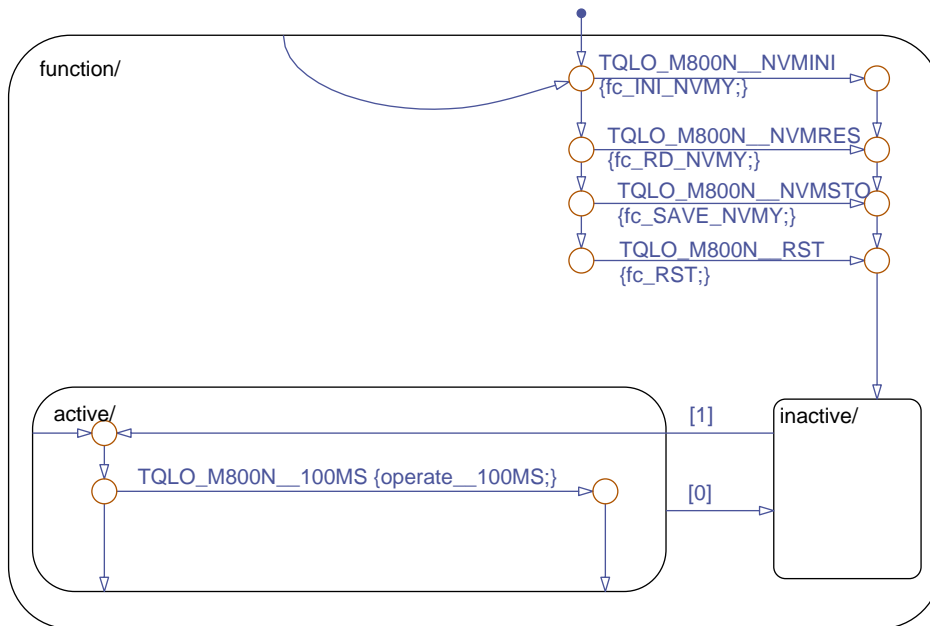 function/
TQLO_M800N__NVMINI
{fc_INI_NVMY;}
TQLO_M800N__NVMRES
{fc_RD_NVMY;}
TQLO_M800N__NVMSTO
{fc_SAVE_NVMY;}
TQLO_M800N__RST
{fc_RST;}
active/
[1]
inactive/
TQLO_M800N__100MS {operate__100MS;}
[0]